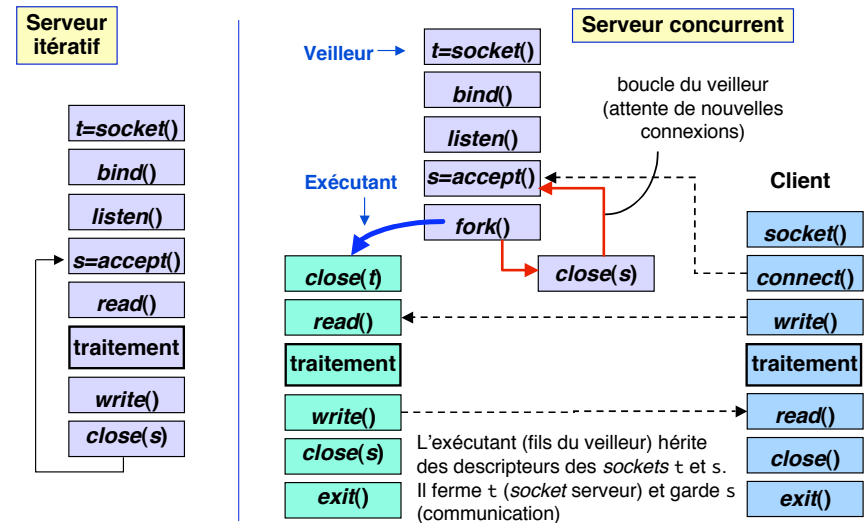 Serveur
itératif
t=socket()
bind()
listen()
s=accept()
read()
traitement
write()
close(s)
Serveur concurrent
Veilleur
t=socket()
bind()
listen()
s=accept()
fork()
close(s)
boucle du veilleur
(attente de nouvelles
connexions)
Exécutant
close(t)
read()
traitement
write()
close(s)
exit()
L'exécutant (fils du veilleur) hérite
des descripteurs des sockets t et s.
Il ferme t (socket serveur) et garde s
(communication)
Client
socket()
connect()
write()
traitement
read()
close()
exit()